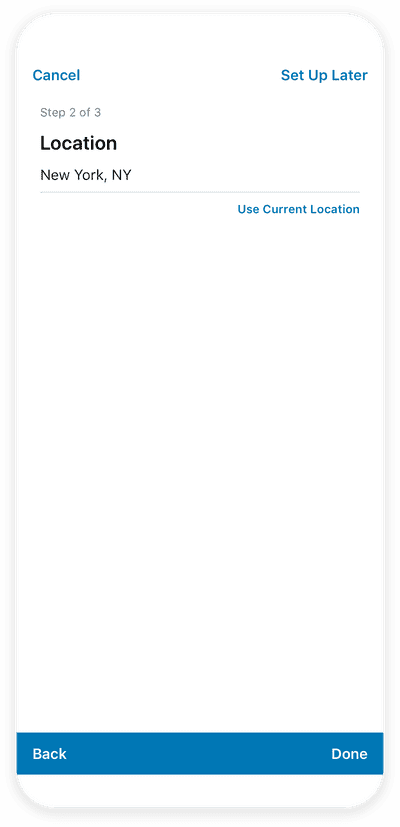 Cancel Set Up Later
Step 2 of 3
Location
New York, NY
Use Current Location
Back Done